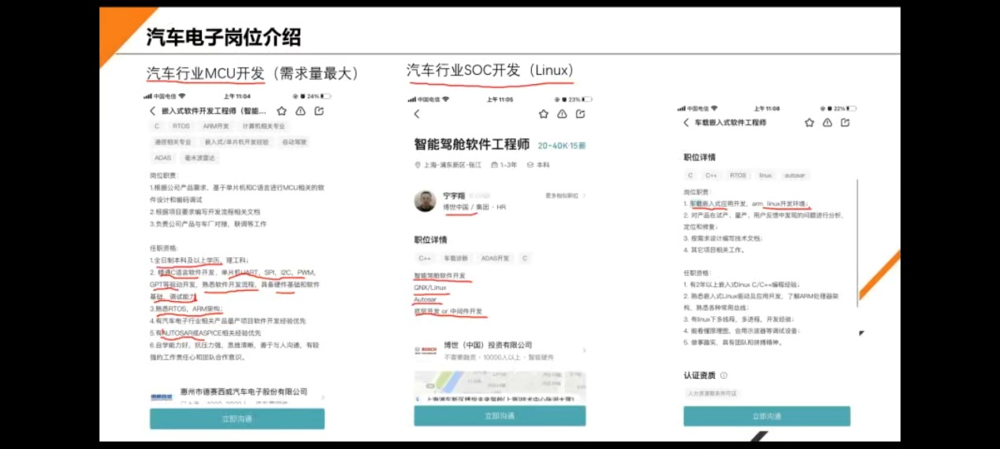 汽车电子岗位介绍
汽车行业MCU开发（需求量最大）
中国电信
上午11:04
24%
嵌入式软件开发工程师（智能...
C RTOS ARM开发 计算机相关专业
通信相关专业 嵌入式/单片机开发经验 自动驾驶
ADAS 毫米波雷达
岗位职责：
1.根据公司产品需求，基于单片机和C语言进行MCU相关的软
件设计和编码调试
2.根据项目要求编写开发流程相关文档
3.负责公司产品与车厂对接，联调等工作
任职资格：
1.全日制本科及以上学历，理工科；
2. 精通C语言软件开发，单片机UART、SPI、I2C、PWM、
GPT等驱动开发，熟悉软件开发流程，具备硬件基础和软件
基础，调试能力
3.熟悉RTOS、ARM架构；
4.有汽车电子行业相关产品量产项目软件开发经验优先
5.有AUTOSAR或ASPICE相关经验优先
6.自学能力好，抗压力强，思维清晰，善于与人沟通，有较
强的工作责任心和团队合作意识。
惠州市德赛西威汽车电子股份有限公司
立即沟通
汽车行业SOC开发（Linux）
中国电信
上午11:05
23%
智能驾舱软件工程师 20-40K·15薪
上海·浦东新区·张江 1-3年 本科
宁宇翔
更多相似职位
博世中国 / 集团 · HR
职位详情
C++ 车载诊断 ADAS开发 C
智能驾舱软件开发
QNX/Linux
Autosar
底层开发 or 中间件开发
BOSCH
博世（中国）投资有限公司
不需要融资 · 10000人以上 · 智能硬件
立即沟通
中国电信
上午11:08
22%
车载嵌入式软件工程师
职位详情
C C++ RTOS linux autosar
岗位职责：
1. 车载嵌入式应用开发，arm linux开发环境；
2. 对产品在试产、量产、用户反馈中发现的问题进行分析，
定位和修复；
3. 按需求设计编写技术文档；
4. 其它项目相关工作。
任职资格：
1. 有2年以上嵌入式linux C/C++编程经验；
2. 熟悉嵌入式Linux驱动及应用开发，了解ARM处理器架
构，熟悉各种常用总线；
3. 有linux下多线程，多进程，开发经验；
4. 能看懂原理图，会用示波器等调试设备；
5. 做事踏实，具有团队和拼搏精神。
认证资质
人力资源服务许可证
立即沟通